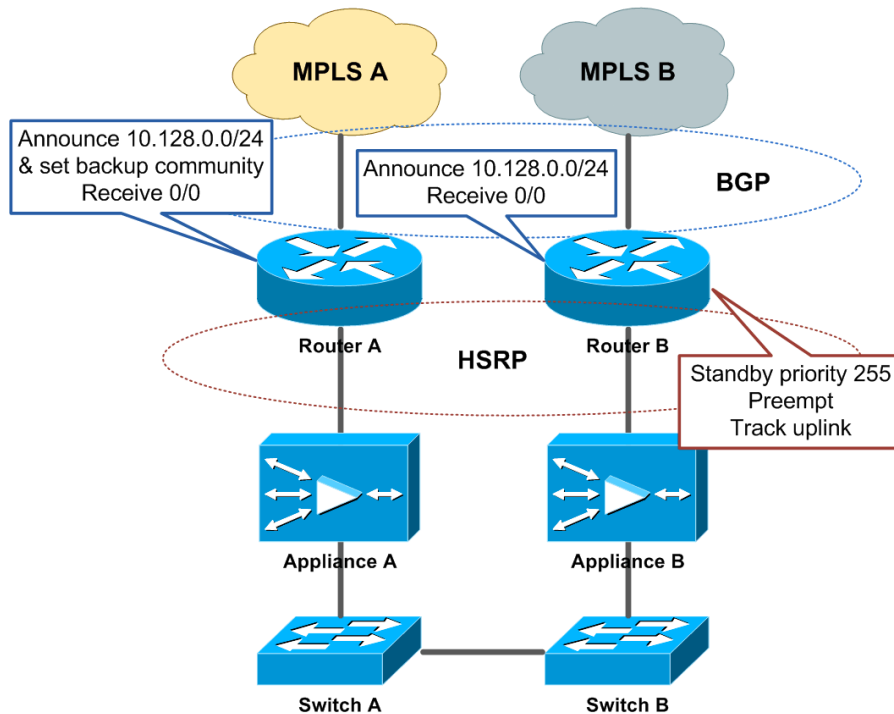 MPLS A
MPLS B
Announce 10.128.0.0/24
& set backup community
Receive 0/0
Announce 10.128.0.0/24
Receive 0/0
BGP
Router A
HSRP
Router B
Standby priority 255
Preempt
Track uplink
Appliance A
Appliance B
Switch A
Switch B